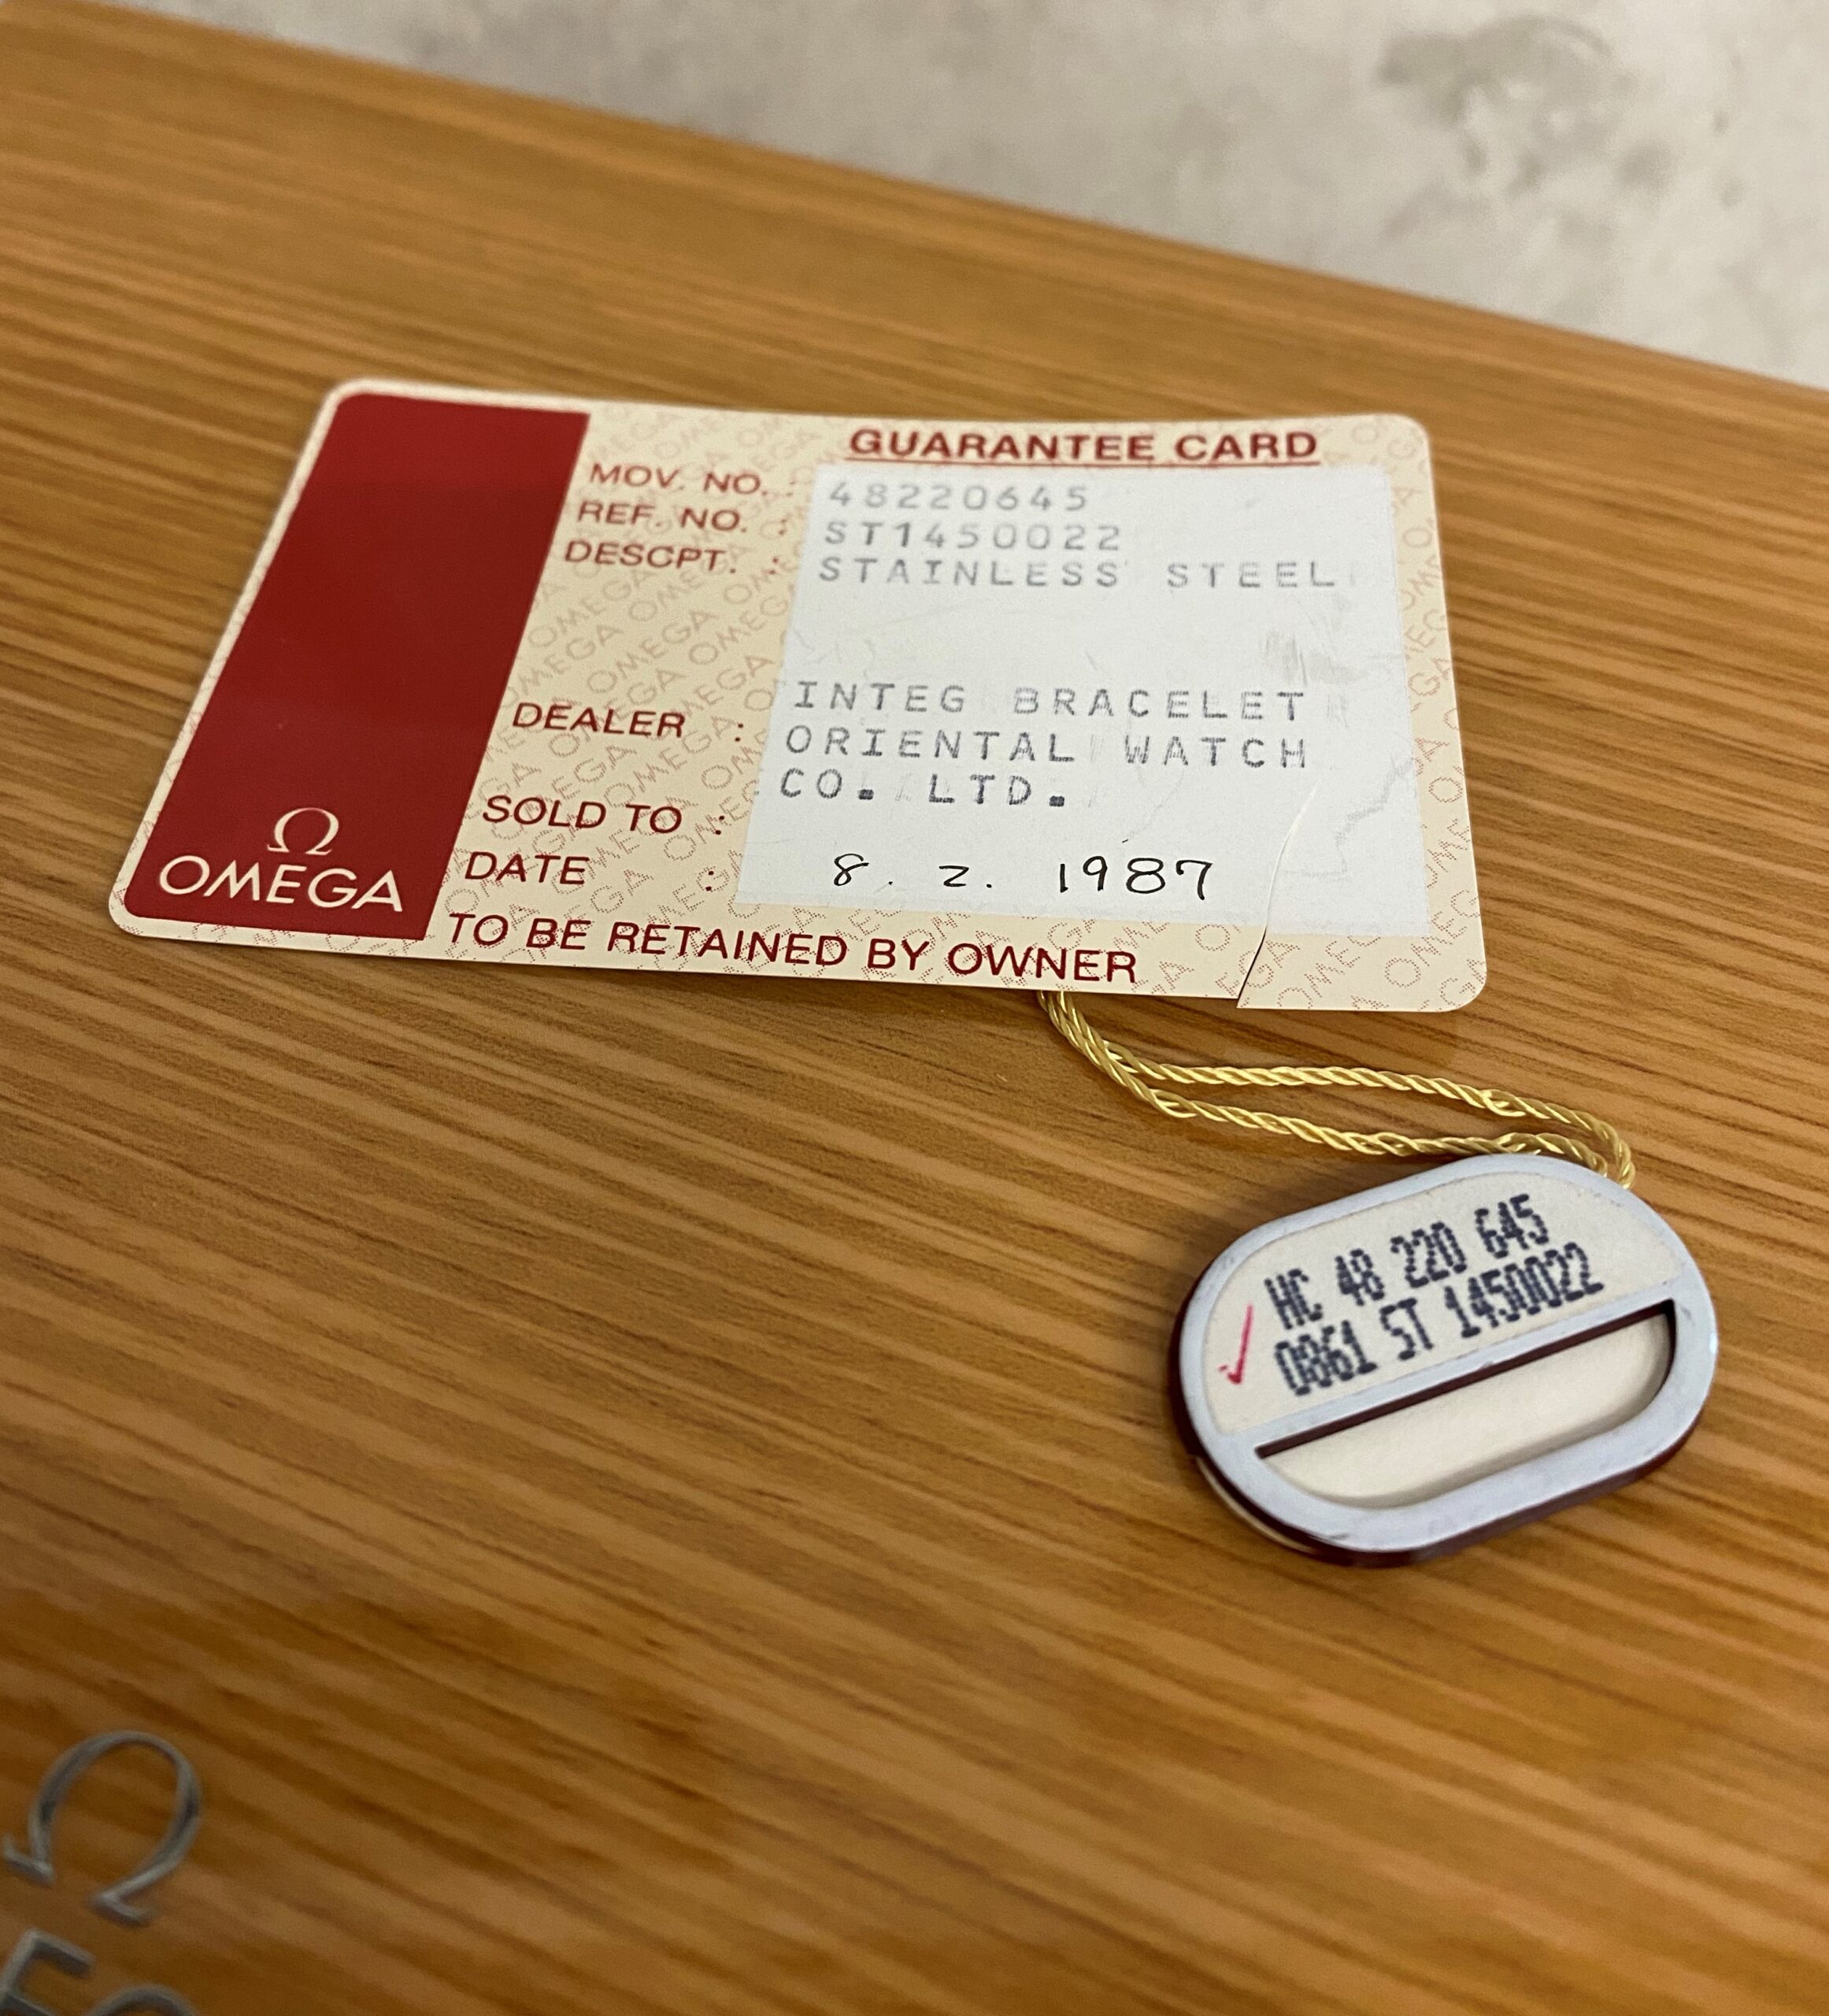 GUARANTEE CARD
MOV. NO. : 48220645
REF. NO. : ST1450022
DESCPT. : STAINLESS STEEL
INTEG BRACELET
DEALER : ORIENTAL WATCH
CO. LTD.
SOLD TO :
DATE : 8. 2. 1987
TO BE RETAINED BY OWNER
Ω
OMEGA
HC 48 220 645
0861 ST 1450022
Ω